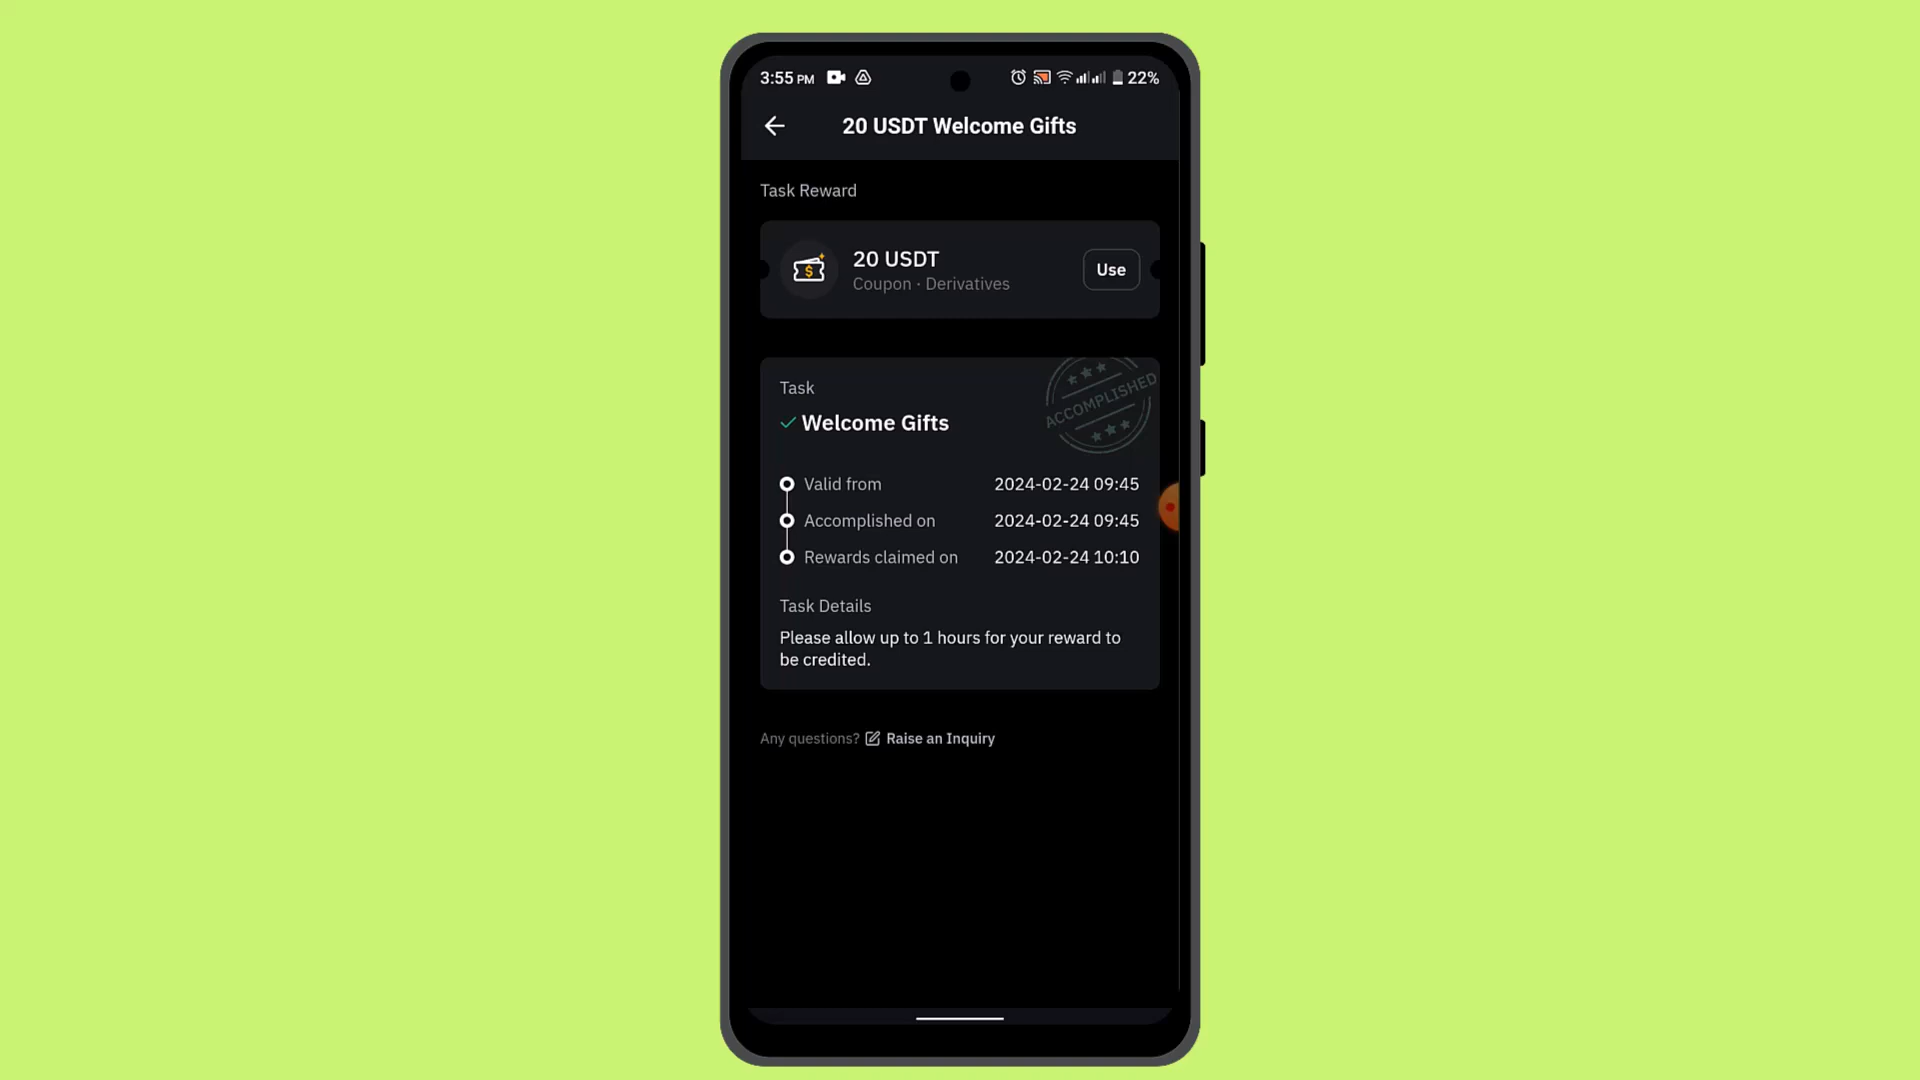 3:55 PM 22%
20 USDT Welcome Gifts
Task Reward
20 USDT
Coupon · Derivatives
Use
Task
ACCOMPLISHED
Welcome Gifts
Valid from 2024-02-24 09:45
Accomplished on 2024-02-24 09:45
Rewards claimed on 2024-02-24 10:10
Task Details
Please allow up to 1 hours for your reward to
be credited.
Any questions? Raise an Inquiry